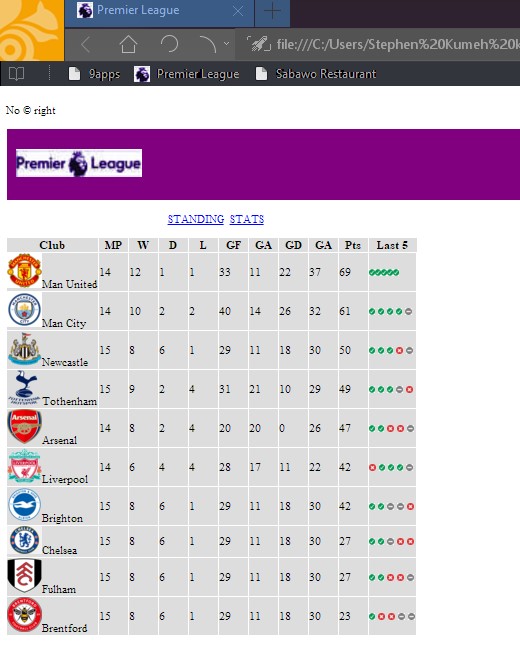 Premier League
file:///C:/Users/Stephen%20Kumeh%20k
9apps Premier League Sabawo Restaurant
No © right
Premier League
STANDING STATS
Club MP W D L GF GA GD GA Pts Last 5
Man United 14 12 1 1 33 11 22 37 69
Man City 14 10 2 2 40 14 26 32 61
Newcastle 15 8 6 1 29 11 18 30 50
Tothenham 15 9 2 4 31 21 10 29 49
Arsenal 14 8 2 4 20 20 0 26 47
Liverpool 14 6 4 4 28 17 11 22 42
Brighton 15 8 6 1 29 11 18 30 42
Chelsea 15 8 6 1 29 11 18 30 27
Fulham 15 8 6 1 29 11 18 30 27
Brentford 15 8 6 1 29 11 18 30 23